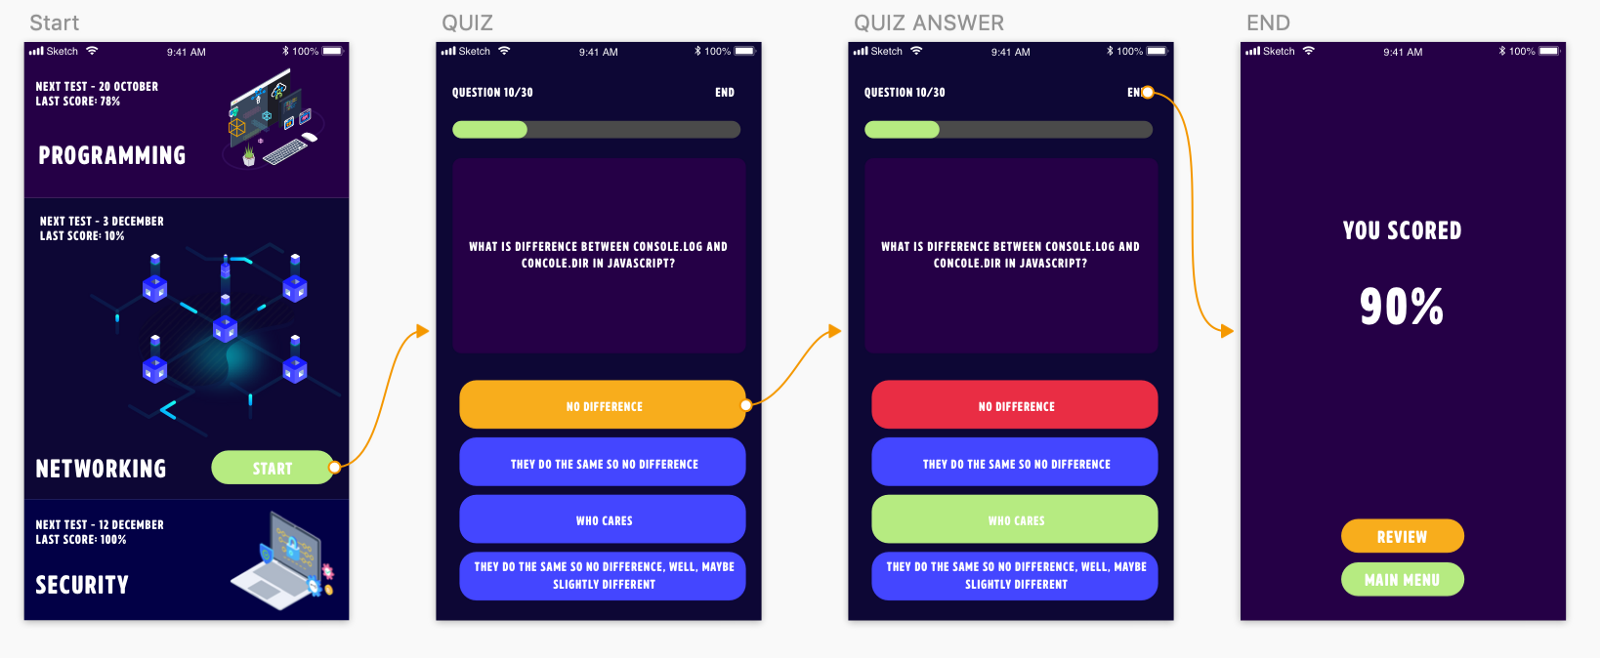 Start
Sketch 9:41 AM 100%
NEXT TEST - 20 OCTOBER
LAST SCORE: 78%
PROGRAMMING
NEXT TEST - 3 DECEMBER
LAST SCORE: 10%
NETWORKING
START
NEXT TEST - 12 DECEMBER
LAST SCORE: 100%
SECURITY
QUIZ
Sketch 9:41 AM 100%
QUESTION 10/30
END
WHAT IS DIFFERENCE BETWEEN CONSOLE.LOG AND
CONCOLE.DIR IN JAVASCRIPT?
NO DIFFERENCE
THEY DO THE SAME SO NO DIFFERENCE
WHO CARES
THEY DO THE SAME SO NO DIFFERENCE, WELL, MAYBE
SLIGHTLY DIFFERENT
QUIZ ANSWER
Sketch 9:41 AM 100%
QUESTION 10/30
END
WHAT IS DIFFERENCE BETWEEN CONSOLE.LOG AND
CONCOLE.DIR IN JAVASCRIPT?
NO DIFFERENCE
THEY DO THE SAME SO NO DIFFERENCE
WHO CARES
THEY DO THE SAME SO NO DIFFERENCE, WELL, MAYBE
SLIGHTLY DIFFERENT
END
Sketch 9:41 AM 100%
YOU SCORED
90%
REVIEW
MAIN MENU